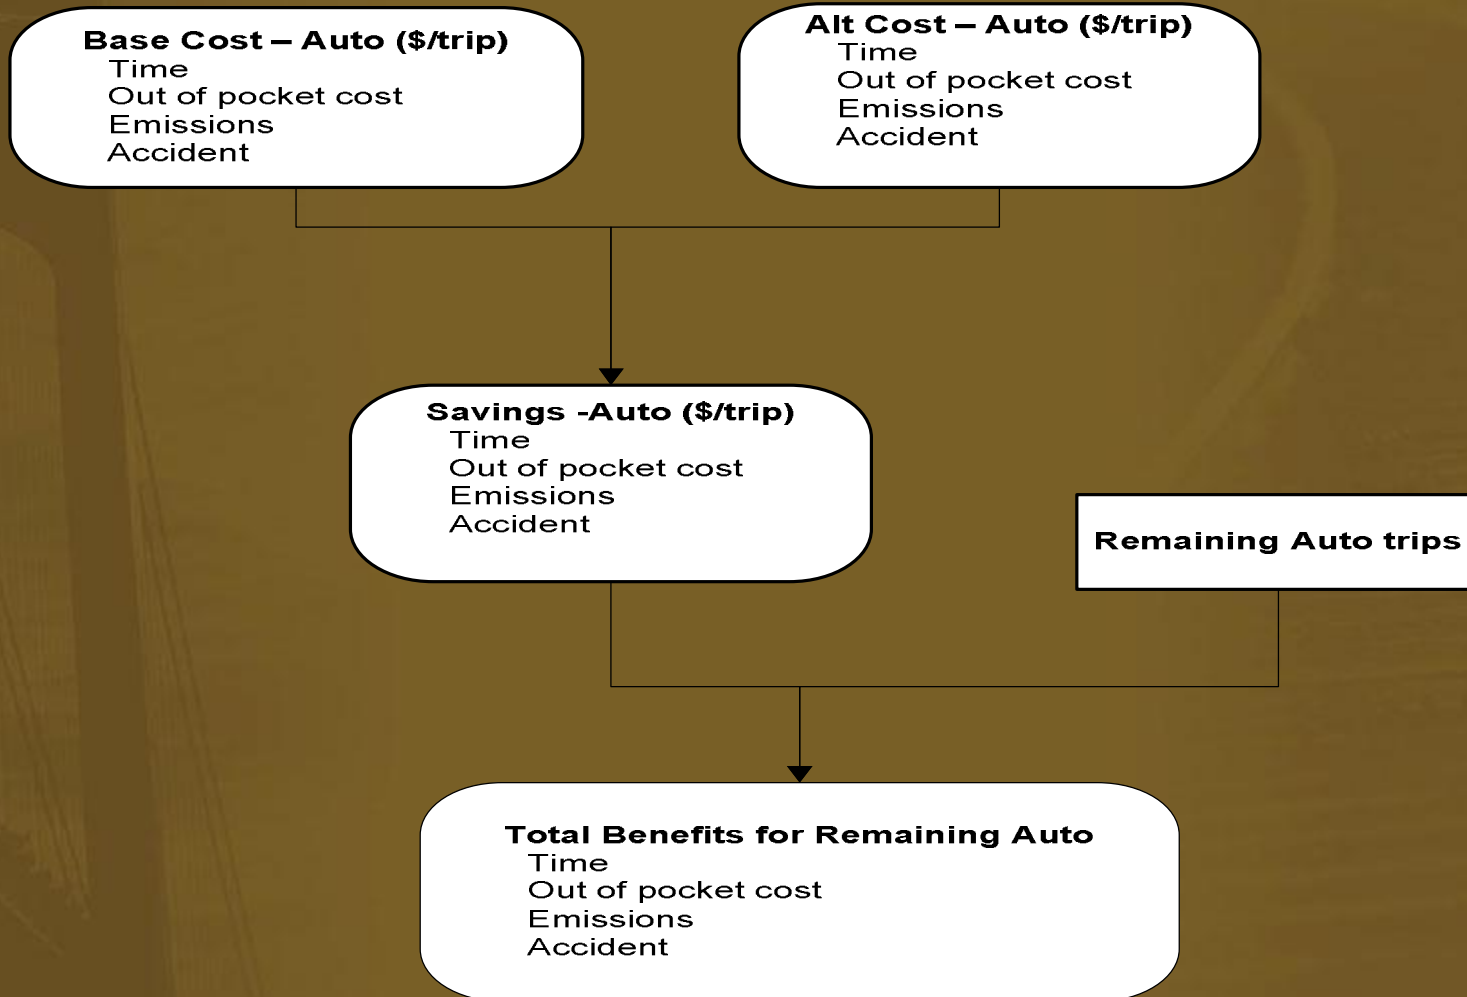 Base Cost – Auto ($/trip)
Time
Out of pocket cost
Emissions
Accident
Alt Cost – Auto ($/trip)
Time
Out of pocket cost
Emissions
Accident
Savings -Auto ($/trip)
Time
Out of pocket cost
Emissions
Accident
Remaining Auto trips
Total Benefits for Remaining Auto
Time
Out of pocket cost
Emissions
Accident